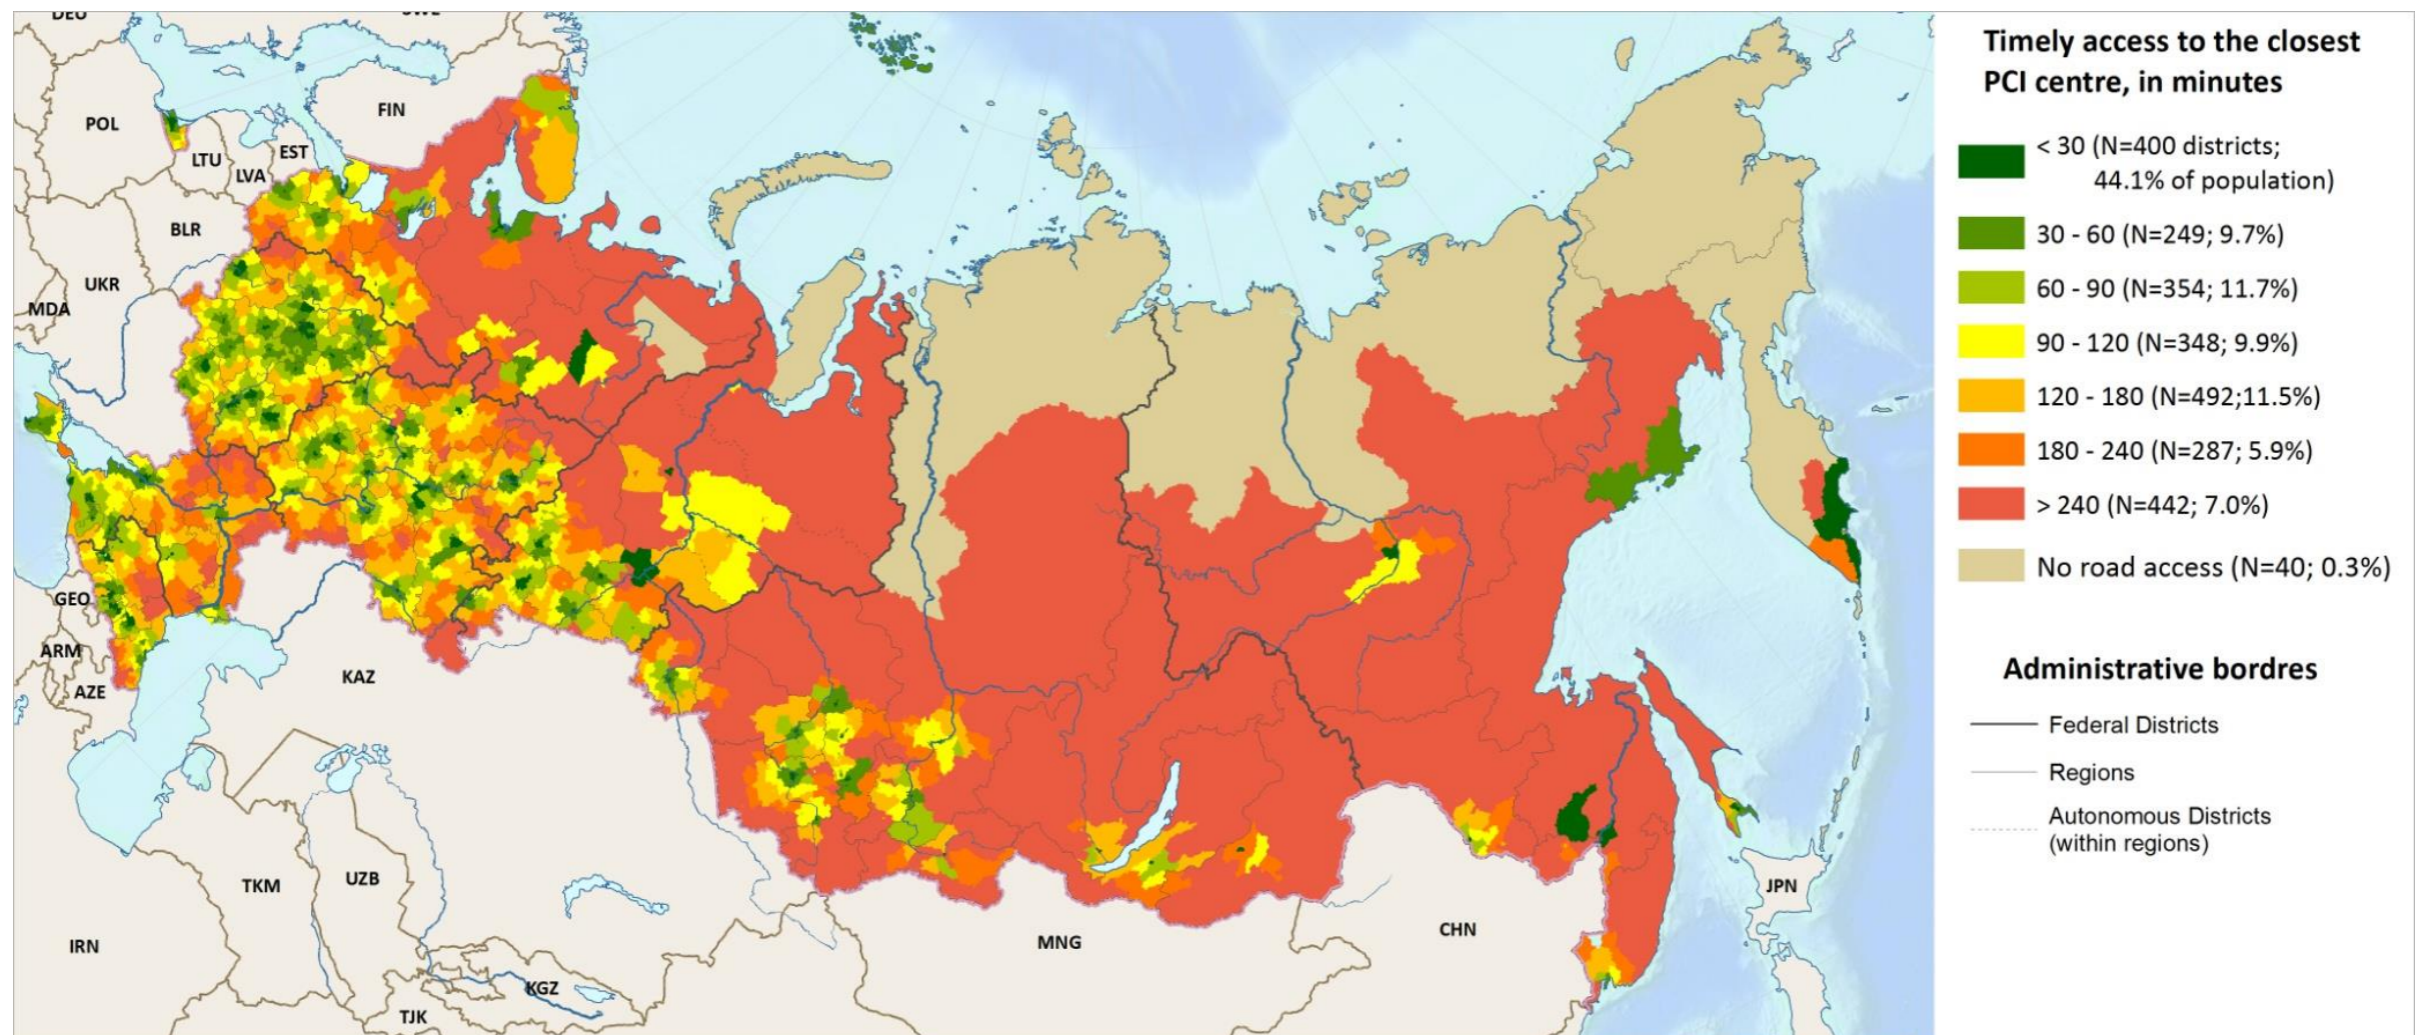 DEU
SWE
POL
FIN
LTU
EST
LVA
BLR
UKR
MDA
GEO
ARM
AZE
KAZ
TKM
UZB
IRN
KGZ
TJK
MNG
CHN
JPN
Timely access to the closest
PCI centre, in minutes
< 30 (N=400 districts;
44.1% of population)
30 - 60 (N=249; 9.7%)
60 - 90 (N=354; 11.7%)
90 - 120 (N=348; 9.9%)
120 - 180 (N=492;11.5%)
180 - 240 (N=287; 5.9%)
> 240 (N=442; 7.0%)
No road access (N=40; 0.3%)
Administrative bordres
Federal Districts
Regions
Autonomous Districts
(within regions)